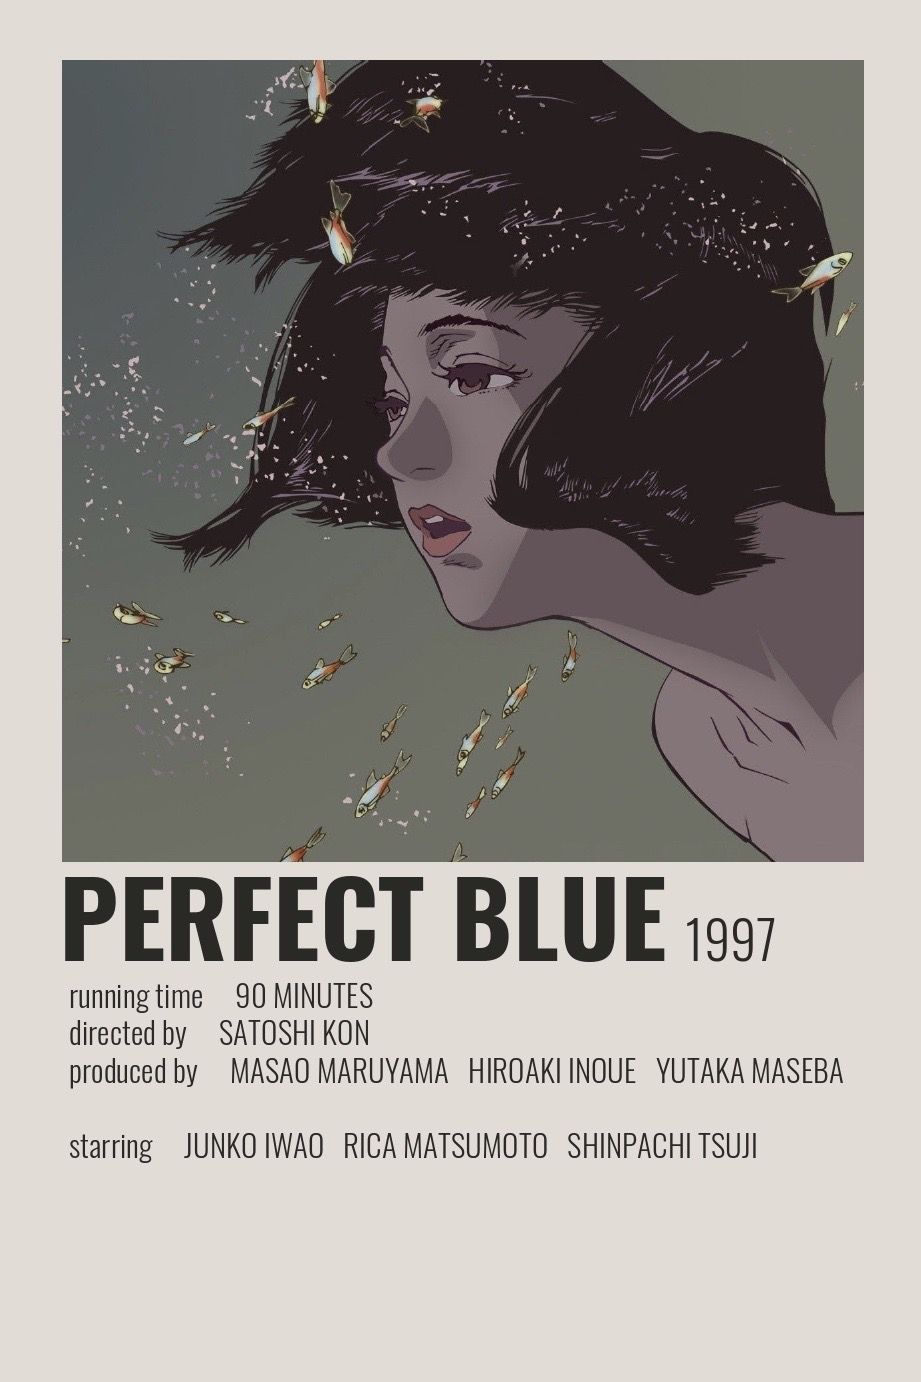 PERFECT BLUE 1997
running time 90 MINUTES
directed by SATOSHI KON
produced by MASAO MARUYAMA HIROAKI INOUE YUTAKA MASEBA
starring JUNKO IWAO RICA MATSUMOTO SHINPACHI TSUJI